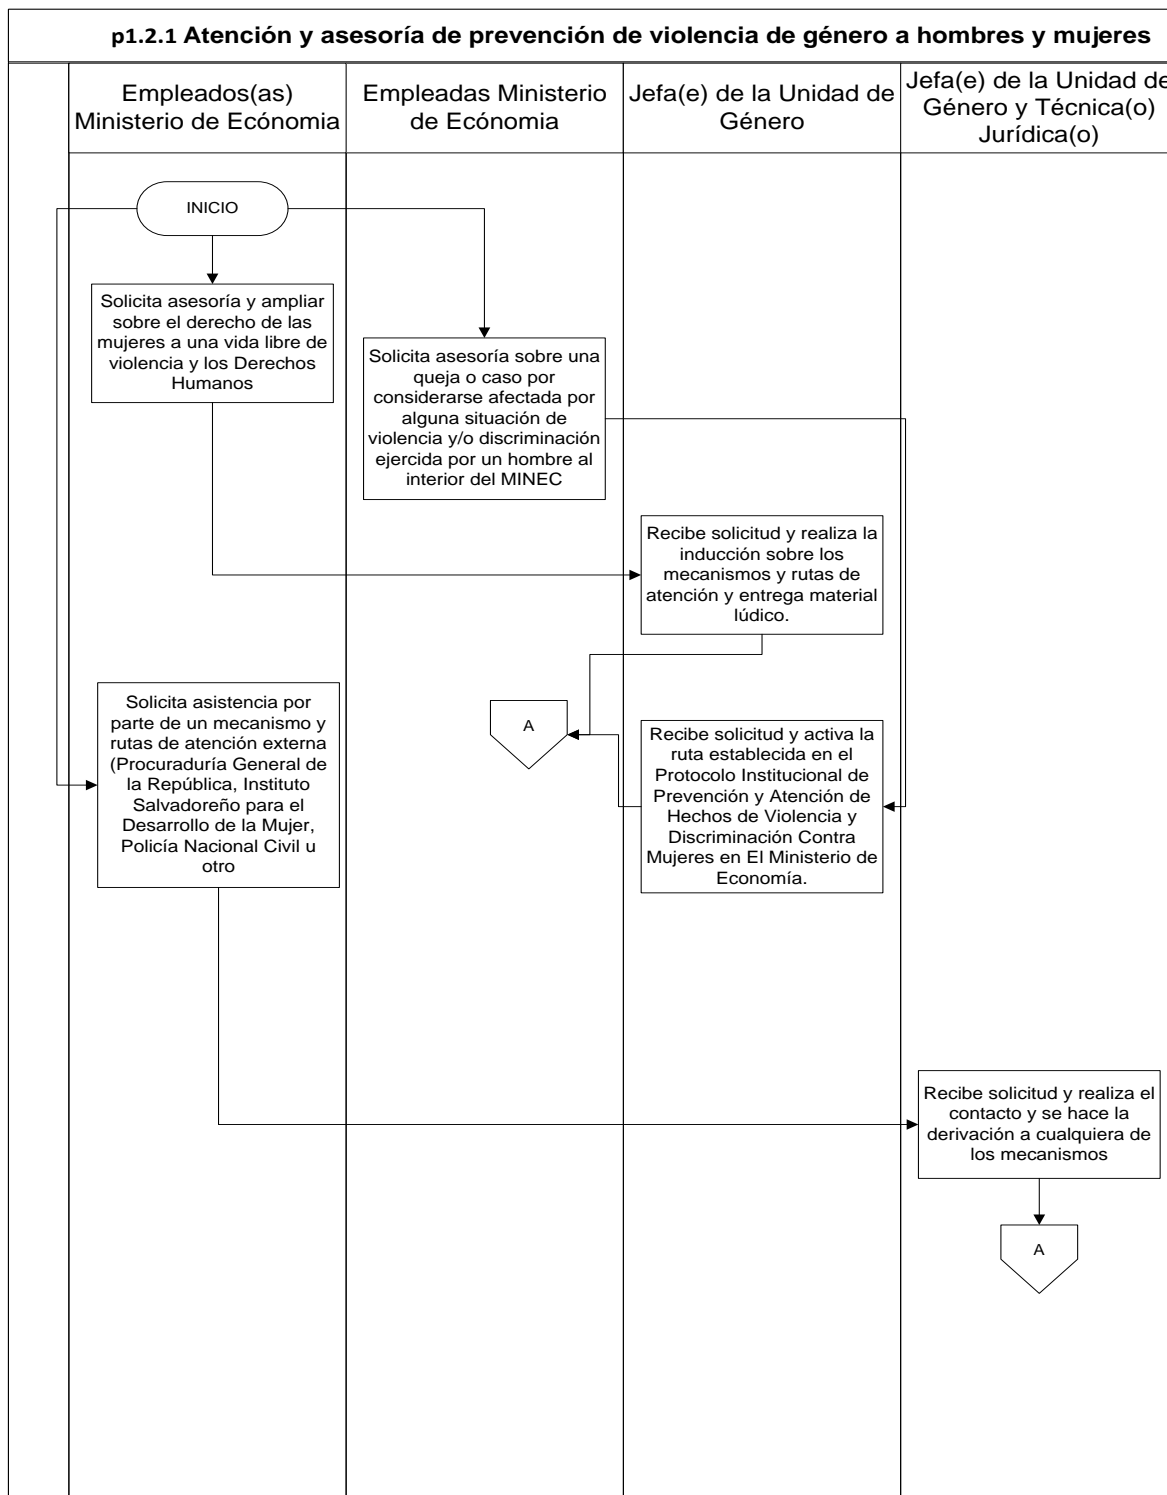 p1.2.1 Atención y asesoría de prevención de violencia de género a hombres y mujeres
Empleados(as)
Ministerio de Ecónomia
Empleadas Ministerio
de Ecónomia
Jefa(e) de la Unidad de
Género
Jefa(e) de la Unidad de
Género y Técnica(o)
Jurídica(o)
INICIO
Solicita asesoría y ampliar
sobre el derecho de las
mujeres a una vida libre de
violencia y los Derechos
Humanos
Solicita asesoría sobre una
queja o caso por
considerarse afectada por
alguna situación de
violencia y/o discriminación
ejercida por un hombre al
interior del MINEC
Recibe solicitud y realiza la
inducción sobre los
mecanismos y rutas de
atención y entrega material
lúdico.
Solicita asistencia por
parte de un mecanismo y
rutas de atención externa
(Procuraduría General de
la República, Instituto
Salvadoreño para el
Desarrollo de la Mujer,
Policía Nacional Civil u
otro
A
Recibe solicitud y activa la
ruta establecida en el
Protocolo Institucional de
Prevención y Atención de
Hechos de Violencia y
Discriminación Contra
Mujeres en El Ministerio de
Economía.
Recibe solicitud y realiza el
contacto y se hace la
derivación a cualquiera de
los mecanismos
A